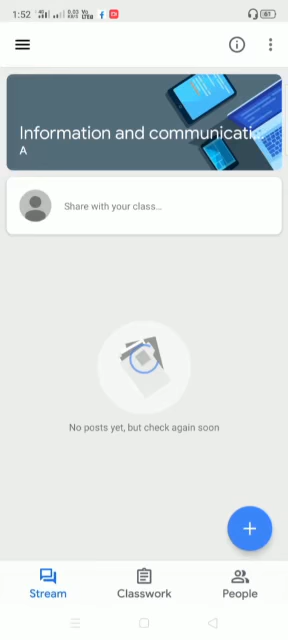 1:52
61
Information and communicati...
A
Share with your class...
No posts yet, but check again soon
Stream
Classwork
People